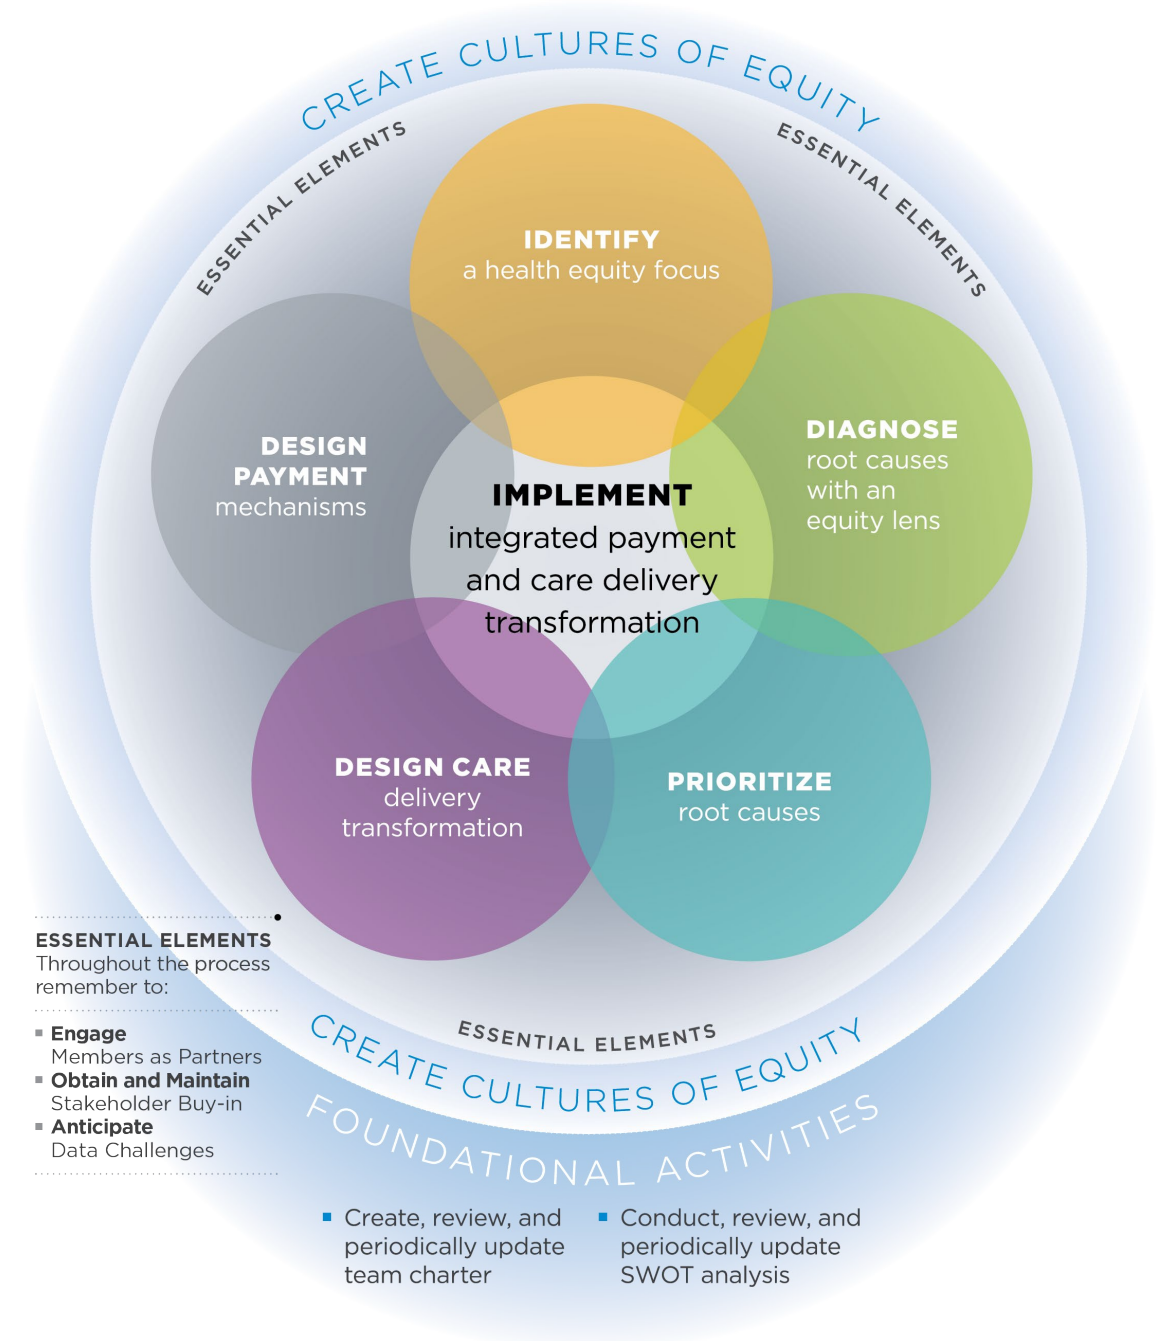 CREATE CULTURES OF EQUITY
ESSENTIAL ELEMENTS
ESSENTIAL ELEMENTS
IDENTIFY
a health equity focus
DESIGN
PAYMENT
mechanisms
DIAGNOSE
root causes
with an
equity lens
IMPLEMENT
integrated payment
and care delivery
transformation
DESIGN CARE
delivery
transformation
PRIORITIZE
root causes
ESSENTIAL ELEMENTS
Throughout the process
remember to:
▪ Engage
Members as Partners
▪ Obtain and Maintain
Stakeholder Buy-in
▪ Anticipate
Data Challenges
ESSENTIAL ELEMENTS
CREATE CULTURES OF EQUITY
FOUNDATIONAL ACTIVITIES
▪ Create, review, and
periodically update
team charter
▪ Conduct, review, and
periodically update
SWOT analysis